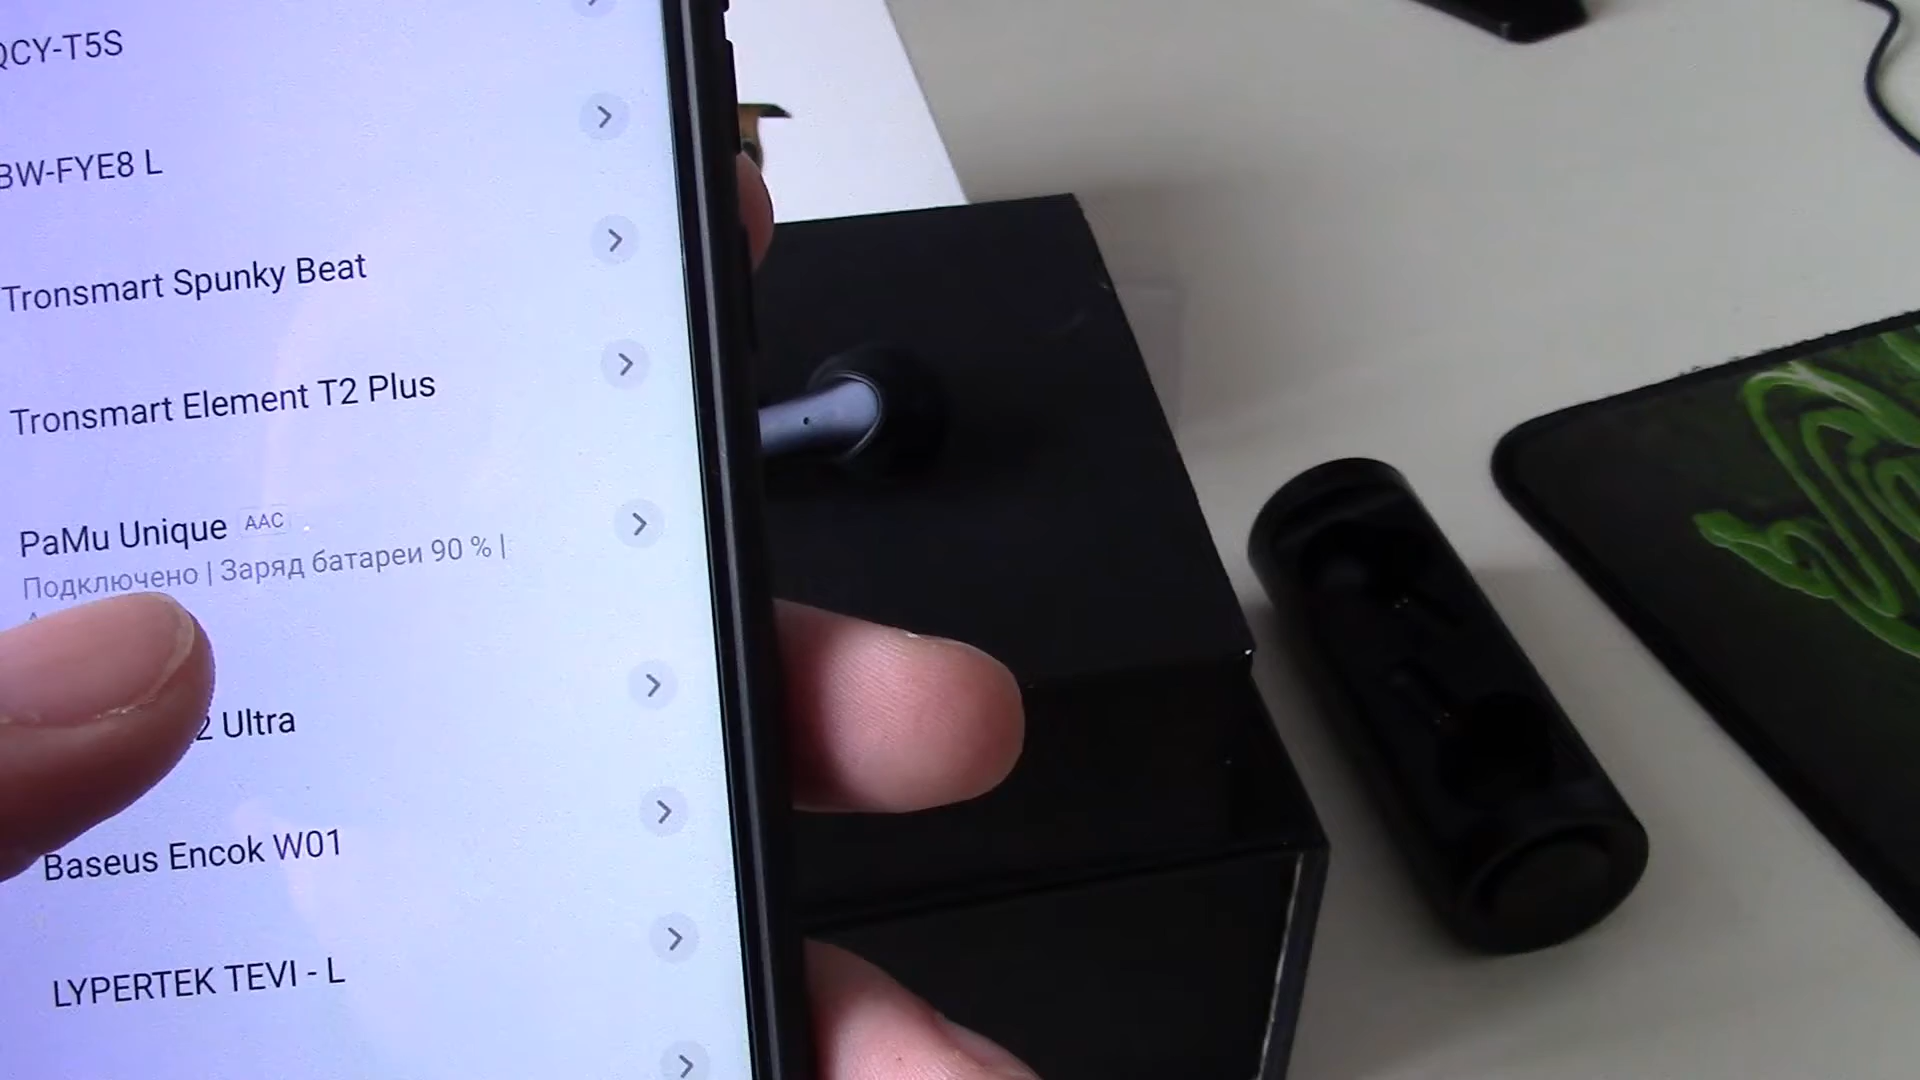 QCY-T5S
BW-FYE8 L
Tronsmart Spunky Beat
Tronsmart Element T2 Plus
PaMu Unique AAC
Подключено | Заряд батареи 90 % |
2 Ultra
Baseus Encok W01
LYPERTEK TEVI - L